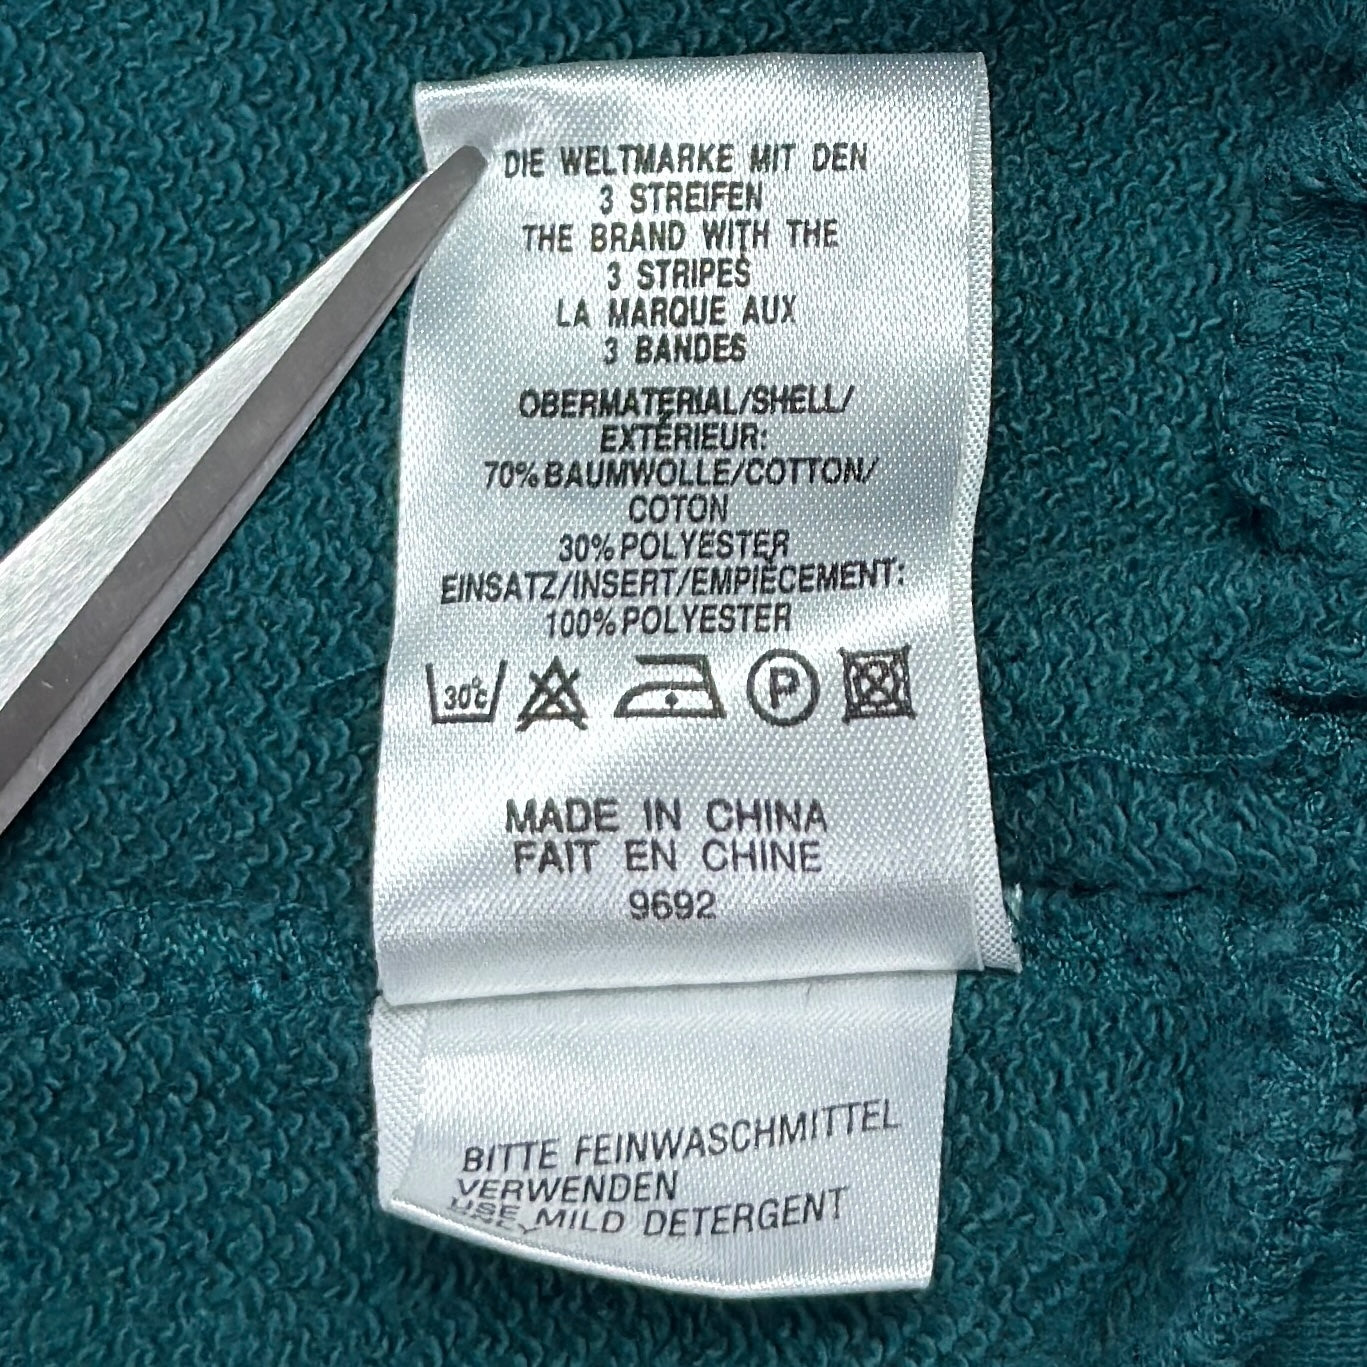 DIE WELTMARKE MIT DEN
3 STREIFEN
THE BRAND WITH THE
3 STRIPES
LA MARQUE AUX
3 BANDES
OBERMATERIAL/SHELL/
EXTÉRIEUR:
70% BAUMWOLLE/COTTON/
COTON
30% POLYESTER
EINSATZ/INSERT/EMPIÈCEMENT:
100% POLYESTER
30°C
P
MADE IN CHINA
FAIT EN CHINE
9692
BITTE FEINWASCHMITTEL
VERWENDEN
USE MILD DETERGENT